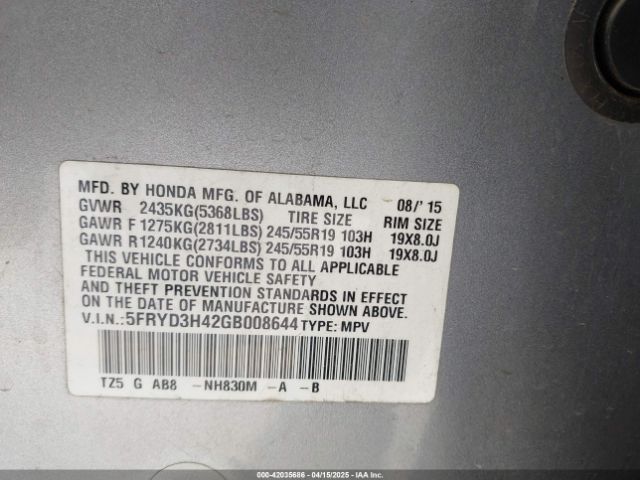 MFD. BY HONDA MFG. OF ALABAMA, LLC 08/' 15
GVWR 2435KG(5368LBS) TIRE SIZE RIM SIZE
GAWR F 1275KG(2811LBS) 245/55R19 103H 19X8.0J
GAWR R 1240KG(2734LBS) 245/55R19 103H 19X8.0J
THIS VEHICLE CONFORMS TO ALL APPLICABLE
FEDERAL MOTOR VEHICLE SAFETY
AND THEFT PREVENTION STANDARDS IN EFFECT
ON THE DATE OF MANUFACTURE SHOWN ABOVE.
V.I.N.:5FRYD3H42GB008644 TYPE: MPV
TZ5 G AB8 -NH830M -A -B
000-42035686 - 04/15/2025 - IAA Inc.